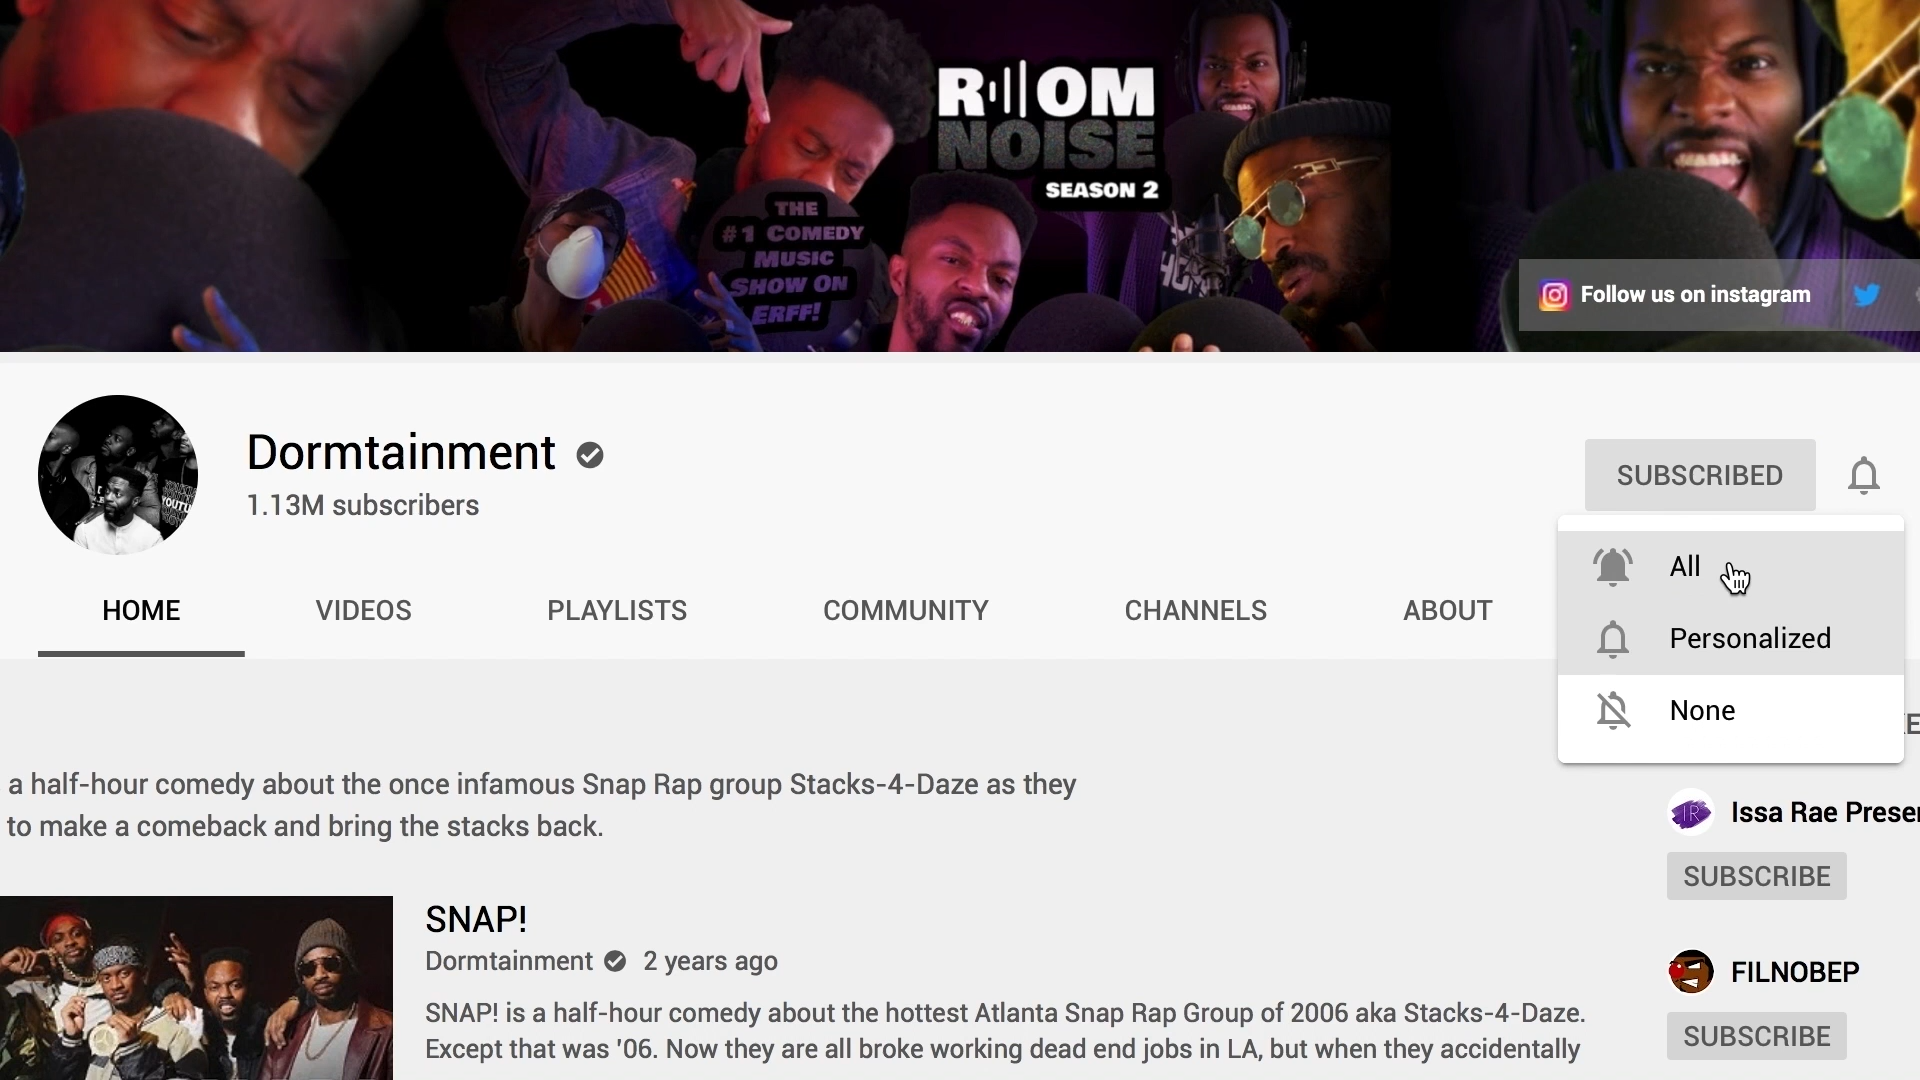 R OM
NOISE
SEASON 2
THE
#1 COMEDY
MUSIC
SHOW ON
ERFF!
Follow us on instagram
Dormtainment
1.13M subscribers
SUBSCRIBED
All
Personalized
None
HOME
VIDEOS
PLAYLISTS
COMMUNITY
CHANNELS
ABOUT
a half-hour comedy about the once infamous Snap Rap group Stacks-4-Daze as they
to make a comeback and bring the stacks back.
Issa Rae Presen
SUBSCRIBE
FILNOBEP
SUBSCRIBE
SNAP!
Dormtainment 2 years ago
SNAP! is a half-hour comedy about the hottest Atlanta Snap Rap Group of 2006 aka Stacks-4-Daze.
Except that was '06. Now they are all broke working dead end jobs in LA, but when they accidentally